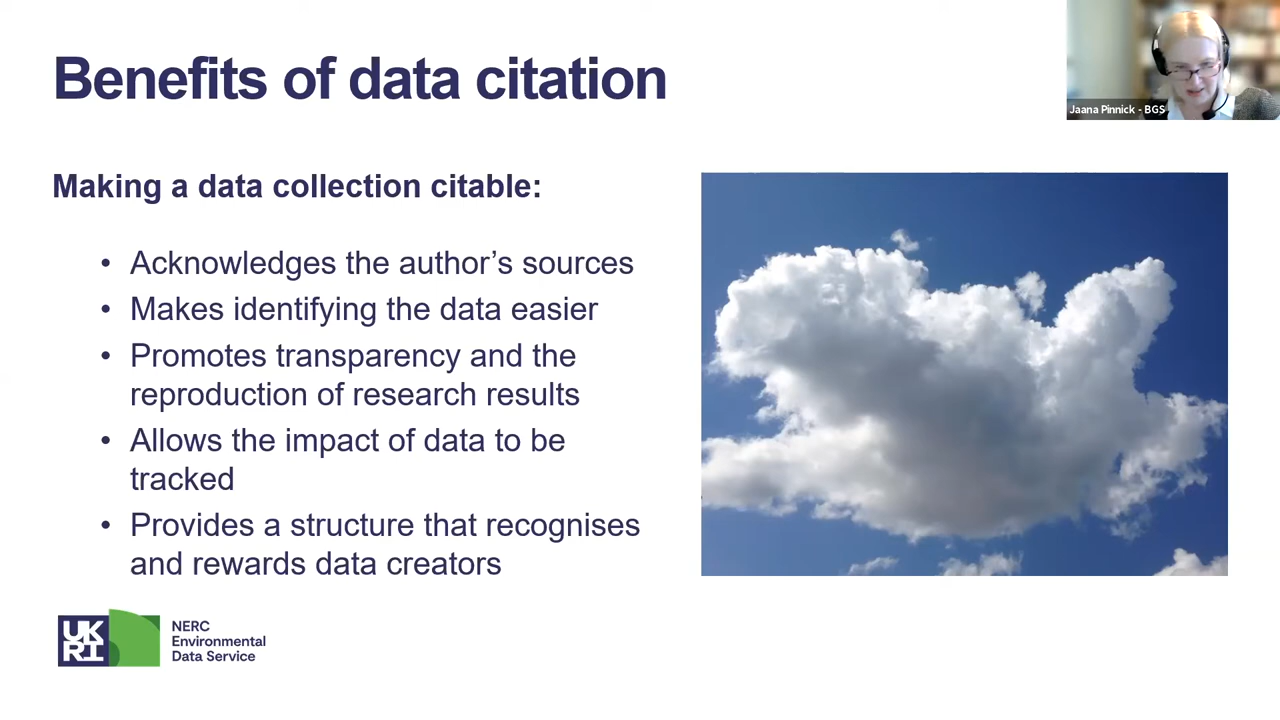 Benefits of data citation
Jaana Pinnick - BGS
Making a data collection citable:
• Acknowledges the author’s sources
• Makes identifying the data easier
• Promotes transparency and the
reproduction of research results
• Allows the impact of data to be
tracked
• Provides a structure that recognises
and rewards data creators
UK
RI
NERC
Environmental
Data Service